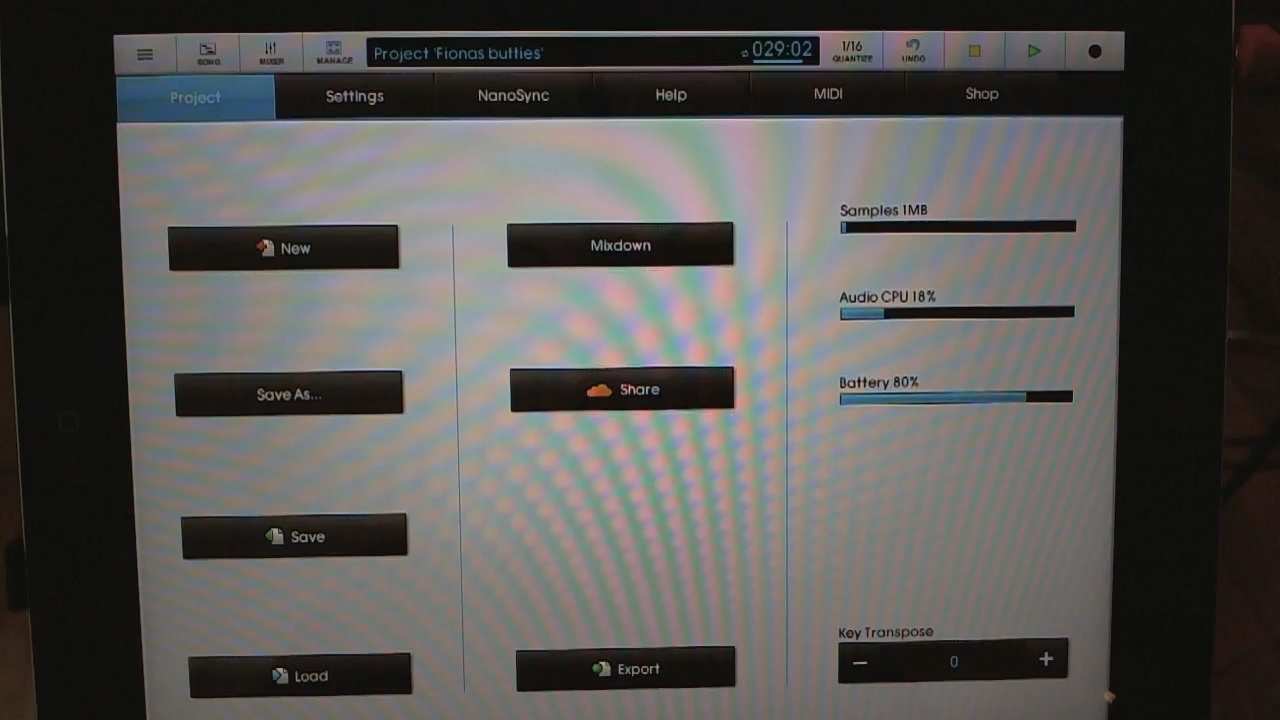 SONG
MIXER
MANAGE
Project 'Fionas butties'
029:02
1/16
QUANTIZE
UNDO
Project
Settings
NanoSync
Help
MIDI
Shop
New
Mixdown
Samples 1MB
Audio CPU 18%
Save As...
Share
Battery 80%
Save
Key Transpose
Load
Export
− 0 +